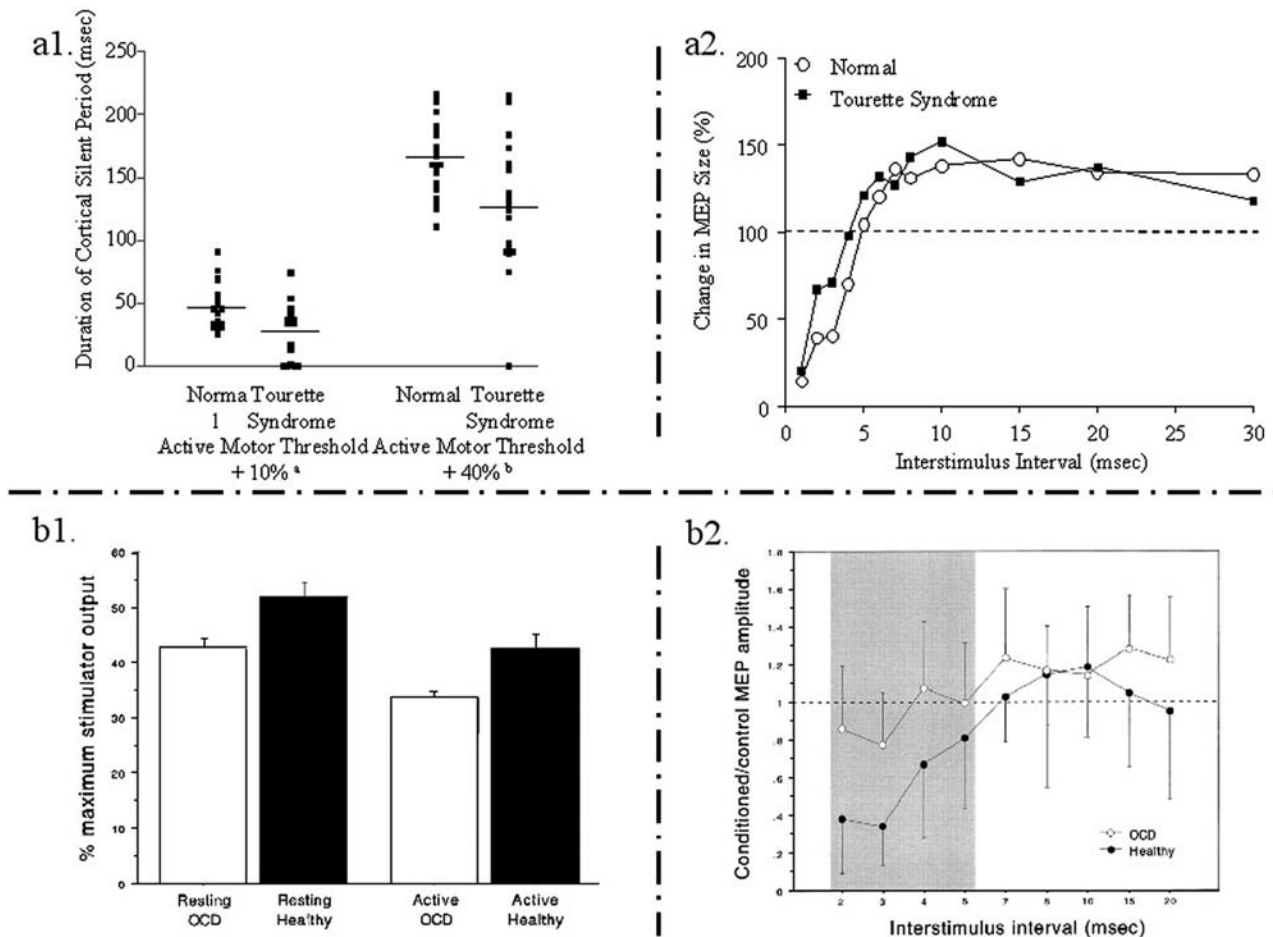 a1.
Duration of Cortical Silent Period (msec)
250
200
150
100
50
0
Norma Tourette
1 Syndrome
Active Motor Threshold
+ 10% a
Normal Tourette
Syndrome
Active Motor Threshold
+ 40% b
a2.
Normal
Tourette Syndrome
Change in MEP Size (%)
200
150
100
50
0
0 5 10 15 20 25 30
Interstimulus Interval (msec)
b1.
% maximum stimulator output
60
50
40
30
20
10
0
Resting
OCD
Resting
Healthy
Active
OCD
Active
Healthy
b2.
Conditioned/control MEP amplitude
1.8
1.6
1.4
1.2
1
.8
.6
.4
.2
0
OCD
Healthy
2 3 4 5 7 8 10 15 20
Interstimulus interval (msec)